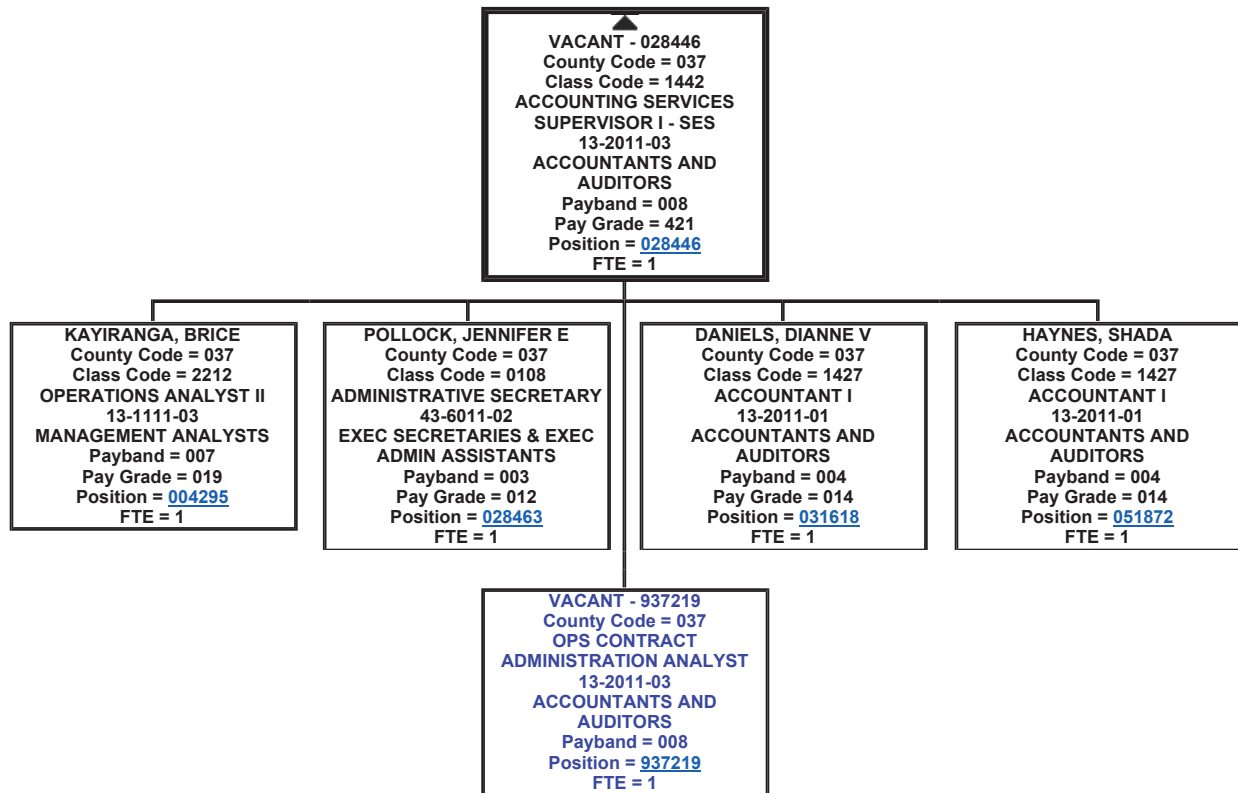 VACANT - 028446
County Code = 037
Class Code = 1442
ACCOUNTING SERVICES
SUPERVISOR I - SES
13-2011-03
ACCOUNTANTS AND
AUDITORS
Payband = 008
Pay Grade = 421
Position = 028446
FTE = 1
KAYIRANGA, BRICE
County Code = 037
Class Code = 2212
OPERATIONS ANALYST II
13-1111-03
MANAGEMENT ANALYSTS
Payband = 007
Pay Grade = 019
Position = 004295
FTE = 1
POLLOCK, JENNIFER E
County Code = 037
Class Code = 0108
ADMINISTRATIVE SECRETARY
43-6011-02
EXEC SECRETARIES & EXEC
ADMIN ASSISTANTS
Payband = 003
Pay Grade = 012
Position = 028463
FTE = 1
DANIELS, DIANNE V
County Code = 037
Class Code = 1427
ACCOUNTANT I
13-2011-01
ACCOUNTANTS AND
AUDITORS
Payband = 004
Pay Grade = 014
Position = 031618
FTE = 1
HAYNES, SHADA
County Code = 037
Class Code = 1427
ACCOUNTANT I
13-2011-01
ACCOUNTANTS AND
AUDITORS
Payband = 004
Pay Grade = 014
Position = 051872
FTE = 1
VACANT - 937219
County Code = 037
OPS CONTRACT
ADMINISTRATION ANALYST
13-2011-03
ACCOUNTANTS AND
AUDITORS
Payband = 008
Position = 937219
FTE = 1